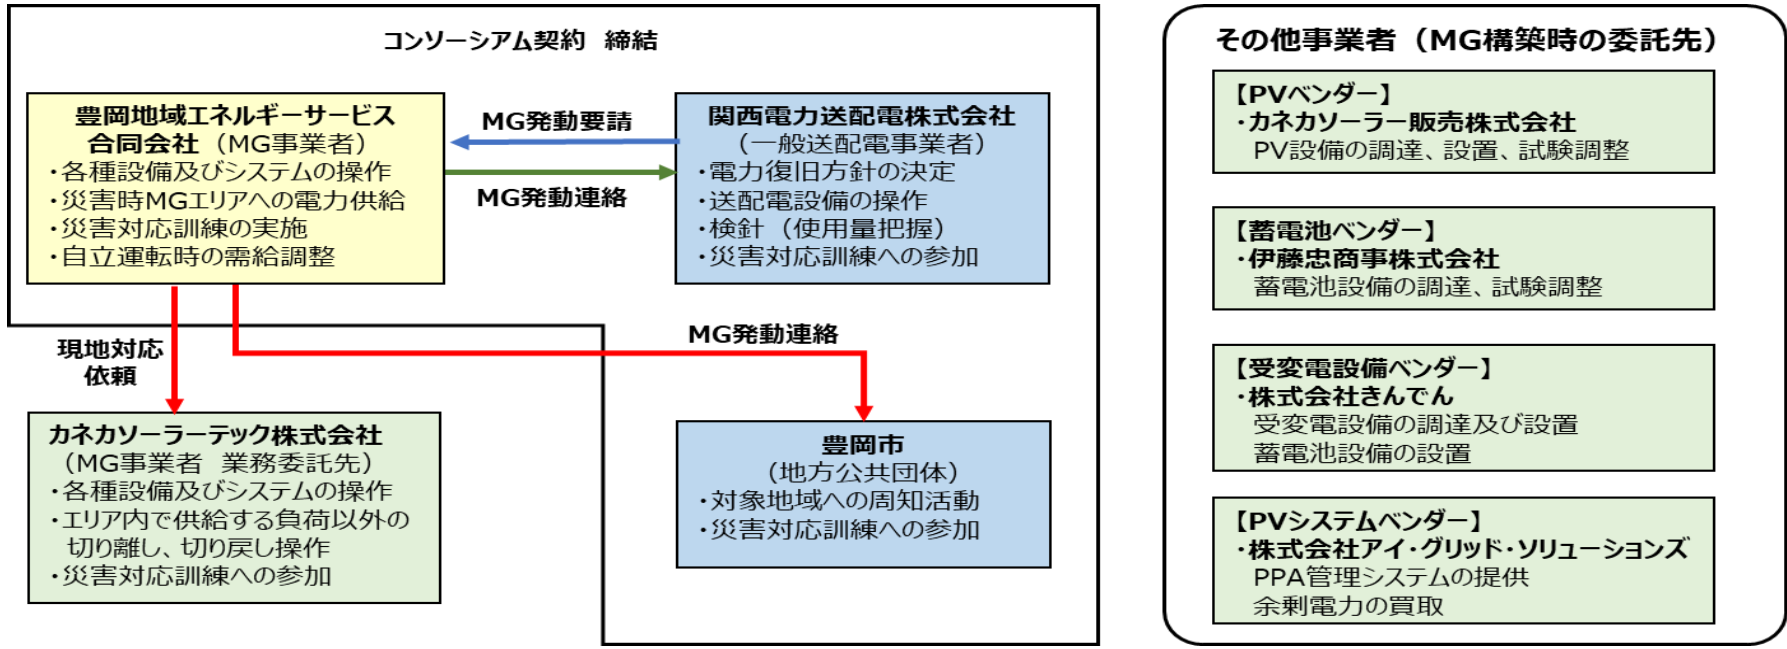 コンソーシアム契約 締結
豊岡地域エネルギーサービス
合同会社（MG事業者）
・各種設備及びシステムの操作
・災害時MGエリアへの電力供給
・災害対応訓練の実施
・自立運転時の需給調整
MG発動要請
MG発動連絡
関西電力送配電株式会社
（一般送配電事業者）
・電力復旧方針の決定
・送配電設備の操作
・検針（使用量把握）
・災害対応訓練への参加
現地対応
依頼
MG発動連絡
カネカソーラーテック株式会社
（MG事業者 業務委託先）
・各種設備及びシステムの操作
・エリア内で供給する負荷以外の
切り離し、切り戻し操作
・災害対応訓練への参加
豊岡市
（地方公共団体）
・対象地域への周知活動
・災害対応訓練への参加
その他事業者（MG構築時の委託先）
【PVベンダー】
・カネカソーラー販売株式会社
PV設備の調達、設置、試験調整
【蓄電池ベンダー】
・伊藤忠商事株式会社
蓄電池設備の調達、試験調整
【受変電設備ベンダー】
・株式会社きんでん
受変電設備の調達及び設置
蓄電池設備の設置
【PVシステムベンダー】
・株式会社アイ・グリッド・ソリューションズ
PPA管理システムの提供
余剰電力の買取